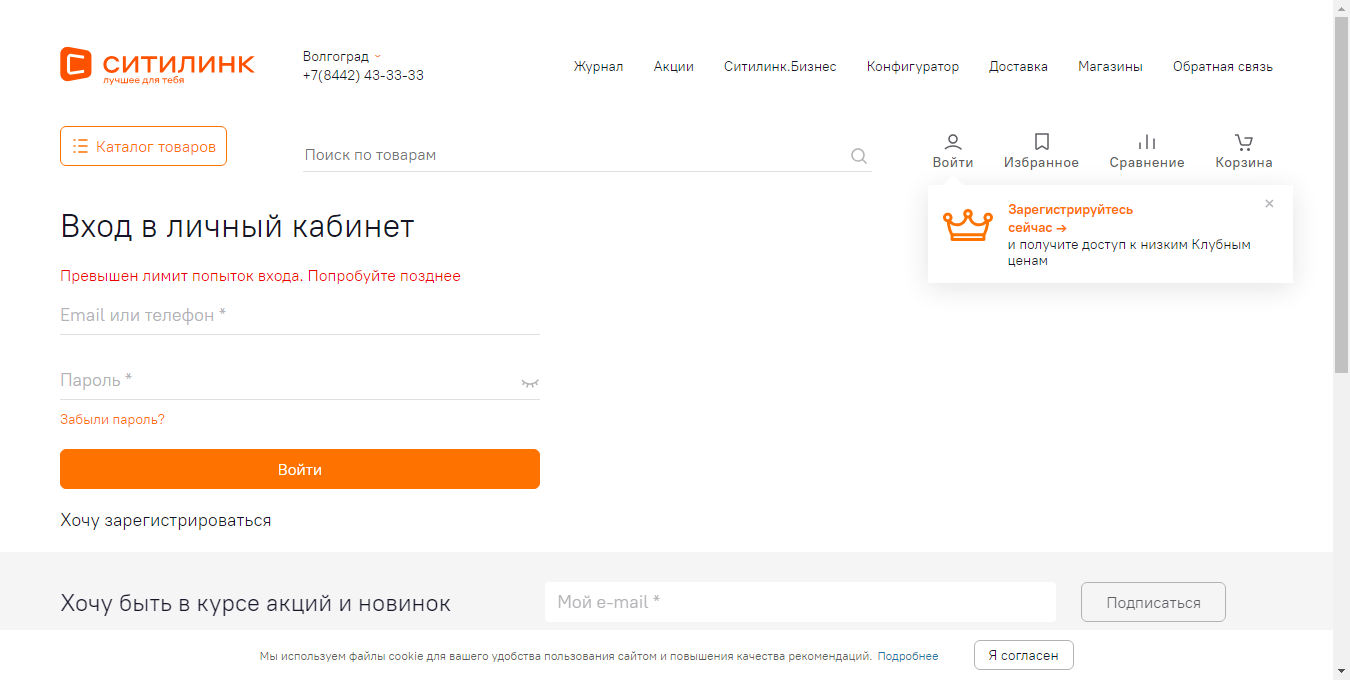 СИТИЛИНК
лучшее для тебя
Волгоград
+7(8442) 43-33-33
Журнал Акции Ситилинк.Бизнес Конфигуратор Доставка Магазины Обратная связь
Каталог товаров
Поиск по товарам
Войти Избранное Сравнение Корзина
Зарегистрируйтесь
сейчас →
и получите доступ к низким Клубным
ценам
Вход в личный кабинет
Превышен лимит попыток входа. Попробуйте позднее
Email или телефон *
Пароль *
Забыли пароль?
Войти
Хочу зарегистрироваться
Хочу быть в курсе акций и новинок
Мой e-mail *
Подписаться
Мы используем файлы cookie для вашего удобства пользования сайтом и повышения качества рекомендаций. Подробнее
Я согласен